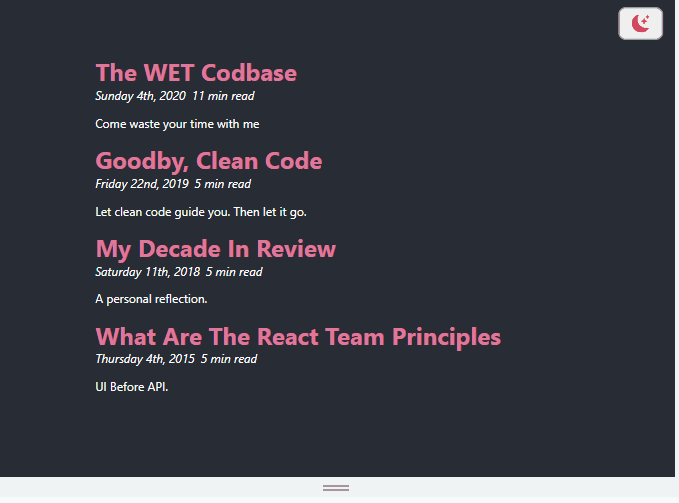 The WET Codbase
Sunday 4th, 2020 11 min read
Come waste your time with me
Goodby, Clean Code
Friday 22nd, 2019 5 min read
Let clean code guide you. Then let it go.
My Decade In Review
Saturday 11th, 2018 5 min read
A personal reflection.
What Are The React Team Principles
Thursday 4th, 2015 5 min read
UI Before API.